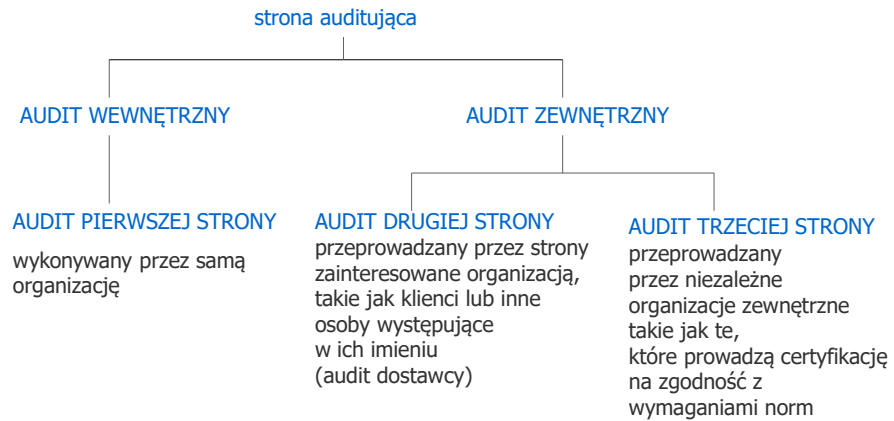 strona auditująca
AUDIT WEWNĘTRZNY
AUDIT ZEWNĘTRZNY
AUDIT PIERWSZEJ STRONY
wykonywany przez samą
organizację
AUDIT DRUGIEJ STRONY
przeprowadzany przez strony
zainteresowane organizacją,
takie jak klienci lub inne
osoby występujące
w ich imieniu
(audit dostawcy)
AUDIT TRZECIEJ STRONY
przeprowadzany
przez niezależne
organizacje zewnętrzne
takie jak te,
które prowadzą certyfikację
na zgodność z
wymaganiami norm